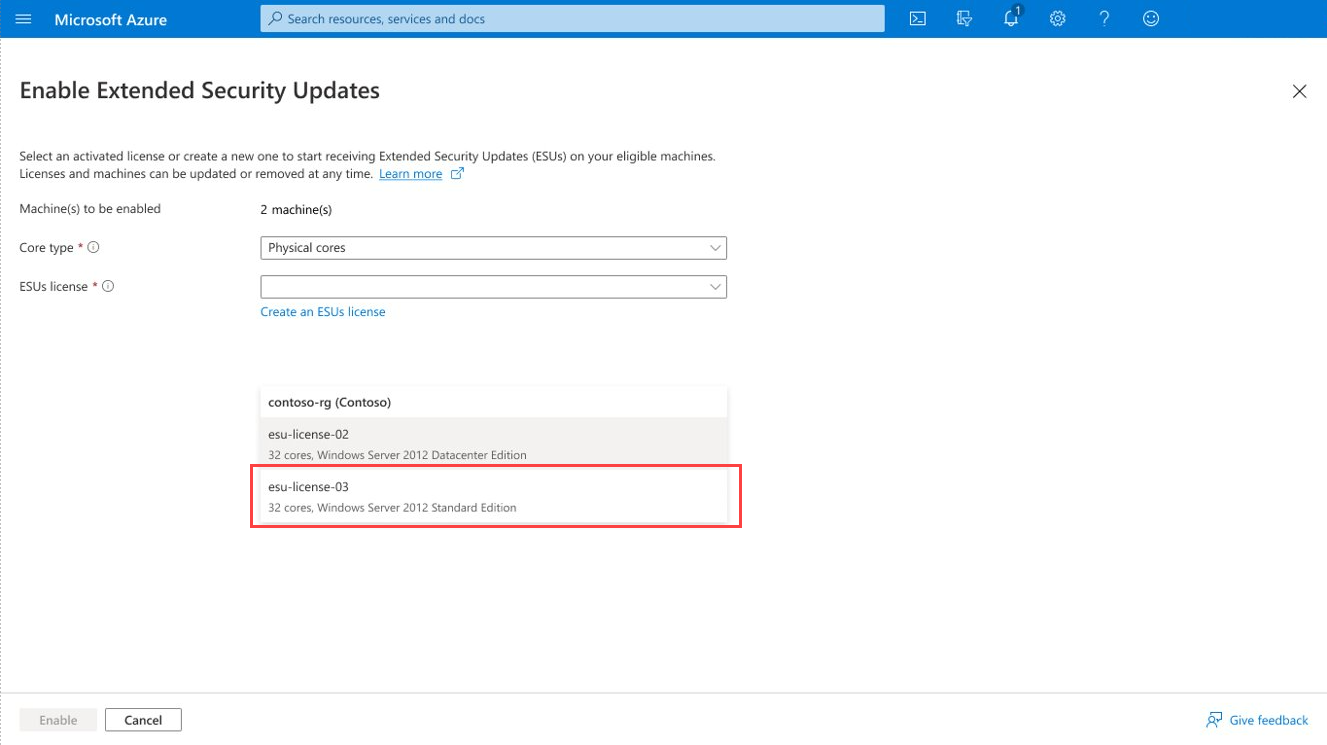 Microsoft Azure
Search resources, services and docs
1
Enable Extended Security Updates
Select an activated license or create a new one to start receiving Extended Security Updates (ESUs) on your eligible machines.
Licenses and machines can be updated or removed at any time. Learn more
Machine(s) to be enabled 2 machine(s)
Core type * Physical cores
ESUs license *
Create an ESUs license
contoso-rg (Contoso)
esu-license-02
32 cores, Windows Server 2012 Datacenter Edition
esu-license-03
32 cores, Windows Server 2012 Standard Edition
Enable Cancel Give feedback